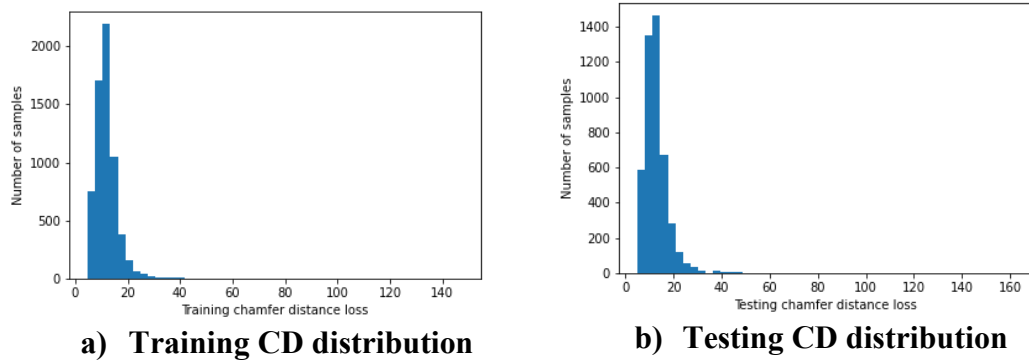 2000
1500
1000
500
0
Number of samples
0 20 40 60 80 100 120 140
Training chamfer distance loss
a) Training CD distribution
1400
1200
1000
800
600
400
200
0
Number of samples
0 20 40 60 80 100 120 140 160
Testing chamfer distance loss
b) Testing CD distribution